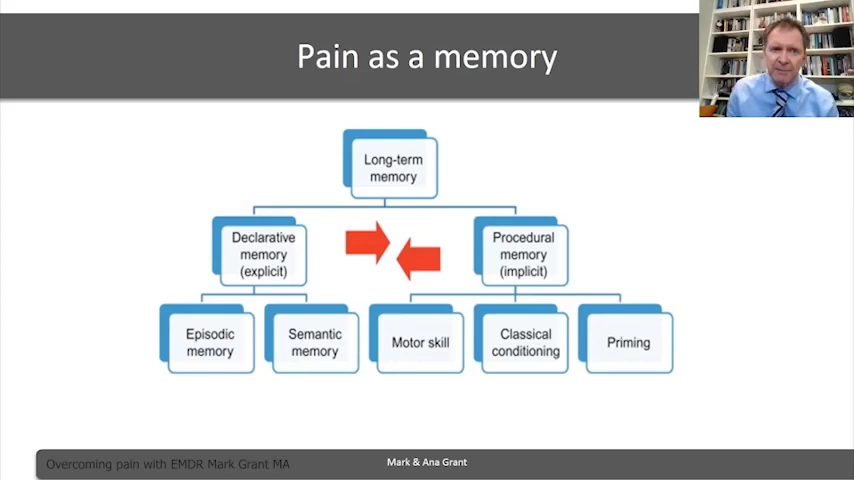 Pain as a memory
Long-term
memory
Declarative
memory
(explicit)
Procedural
memory
(implicit)
Episodic
memory
Semantic
memory
Motor skill
Classical
conditioning
Priming
Overcoming pain with EMDR Mark Grant MA
Mark & Ana Grant